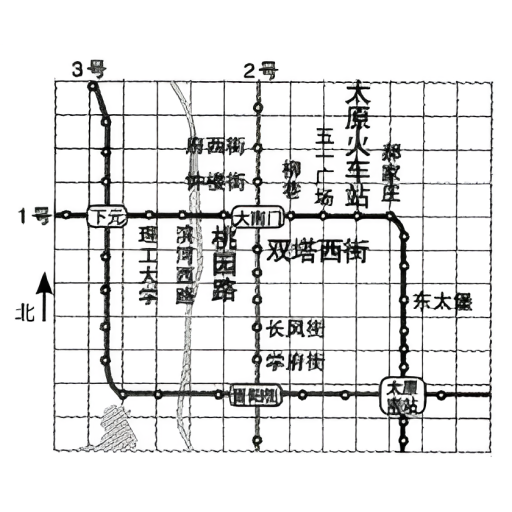 3号
2号
府西街
钟楼街
柳巷
五一广场
太原火车站
郝家庄
1号
下元
大南门
理工大学
滨河西路
桃园路
双塔西街
北
东太堡
长风街
学府街
太原
南站